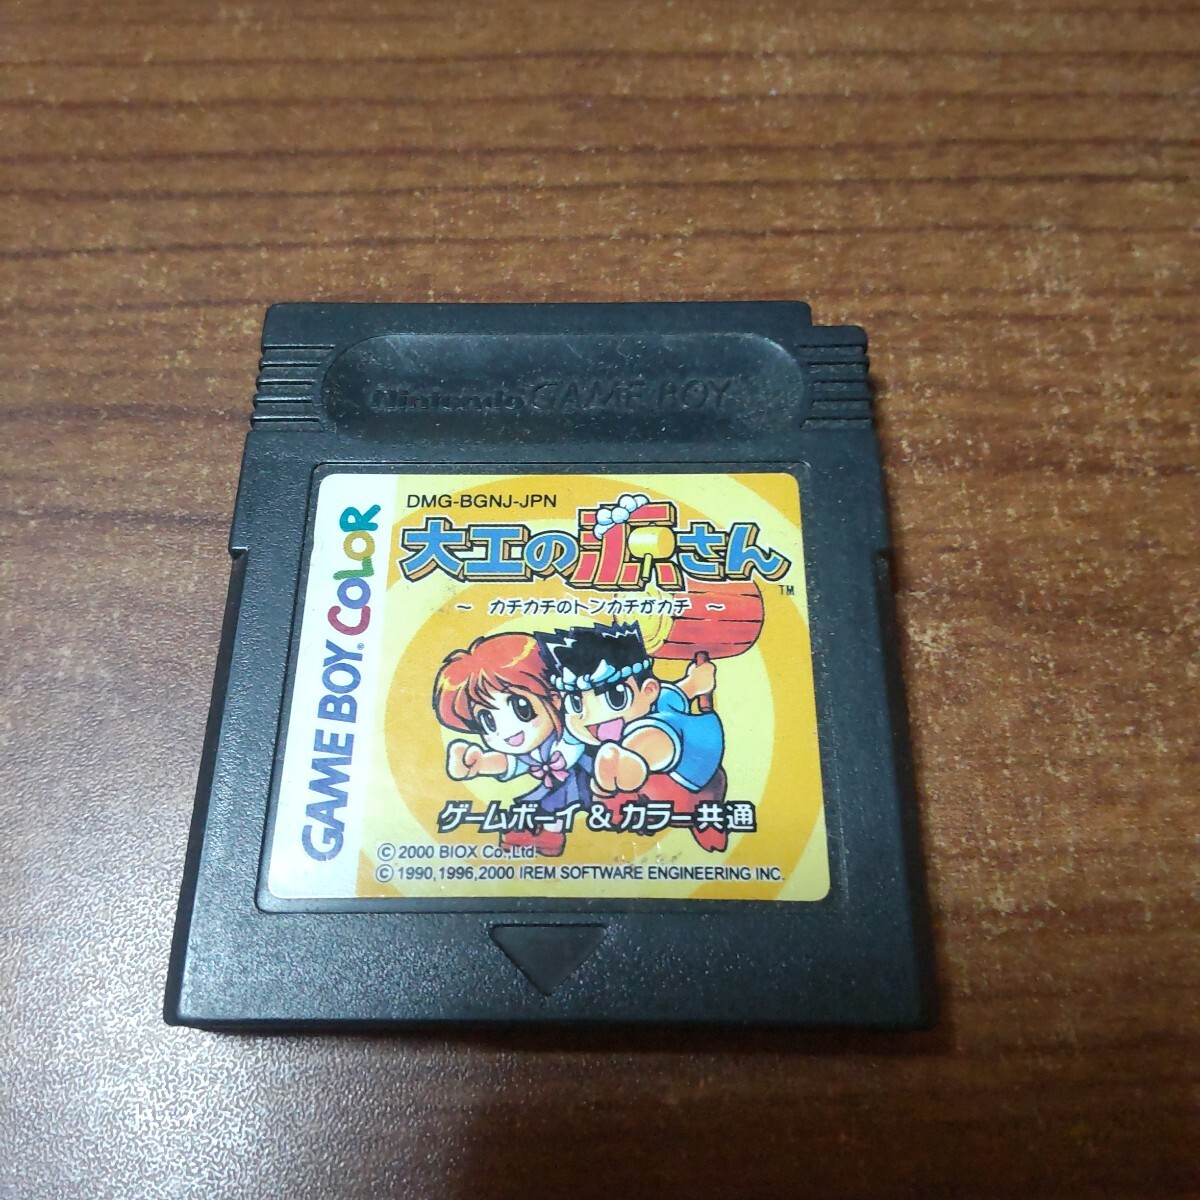 Nintendo GAME BOY
GAME BOY COLOR
DMG-BGNJ-JPN
大工の源さん
TM
～ カチカチのトンカチがカチ ～
ゲームボーイ & カラー共通
© 2000 BIOX Co.,Ltd.
© 1990,1996,2000 IREM SOFTWARE ENGINEERING INC.